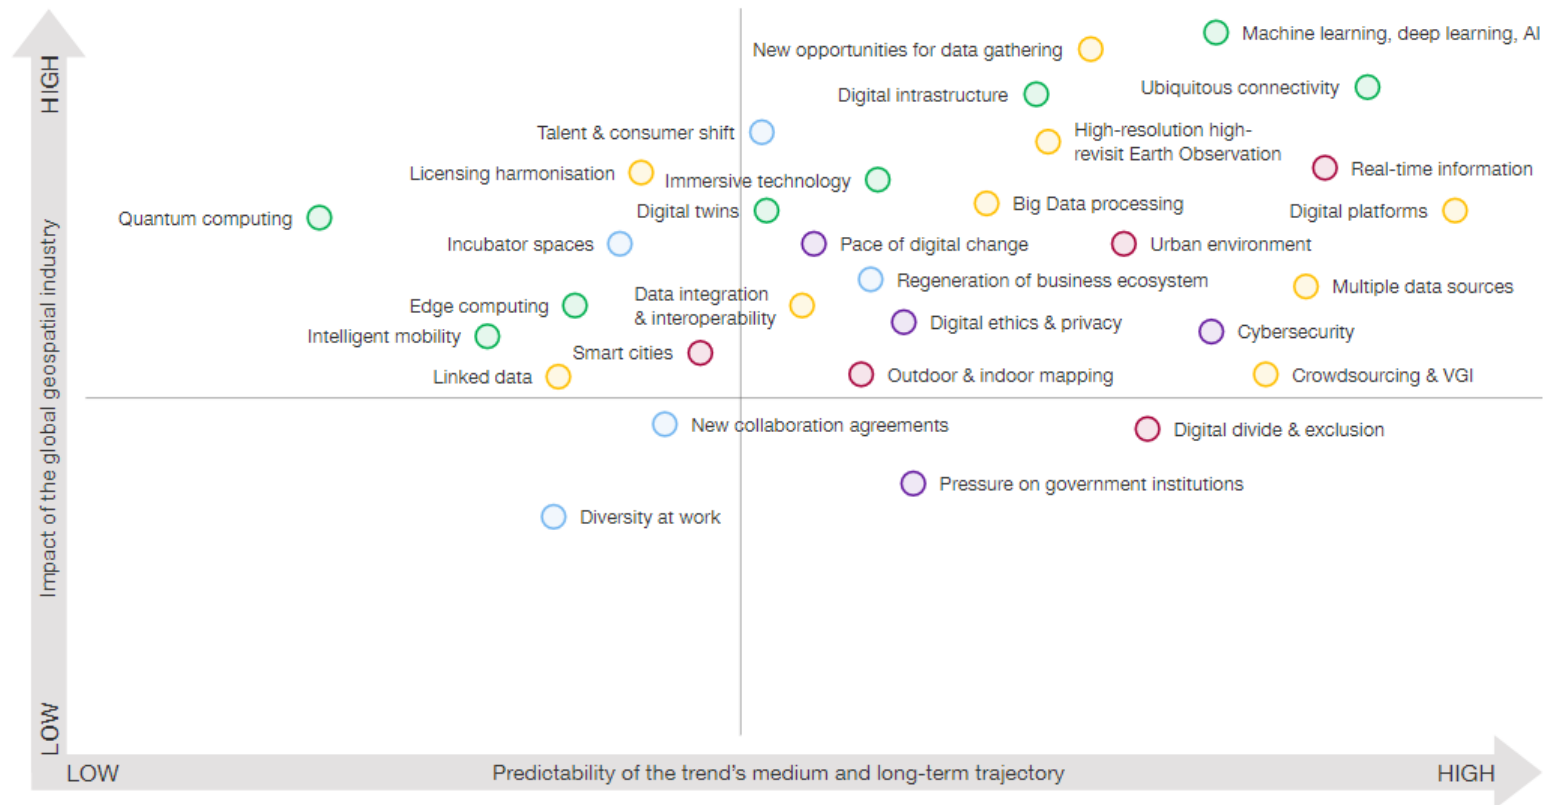 HIGH
Impact of the global geospatial industry
LOW
Machine learning, deep learning, AI
New opportunities for data gathering
Ubiquitous connectivity
Digital intrastructure
Talent & consumer shift
High-resolution high-
revisit Earth Observation
Real-time information
Licensing harmonisation
Immersive technology
Big Data processing
Digital platforms
Digital twins
Quantum computing
Incubator spaces
Pace of digital change
Urban environment
Regeneration of business ecosystem
Multiple data sources
Data integration
& interoperability
Edge computing
Digital ethics & privacy
Cybersecurity
Intelligent mobility
Smart cities
Linked data
Outdoor & indoor mapping
Crowdsourcing & VGI
New collaboration agreements
Digital divide & exclusion
Pressure on government institutions
Diversity at work
LOW
Predictability of the trend's medium and long-term trajectory
HIGH